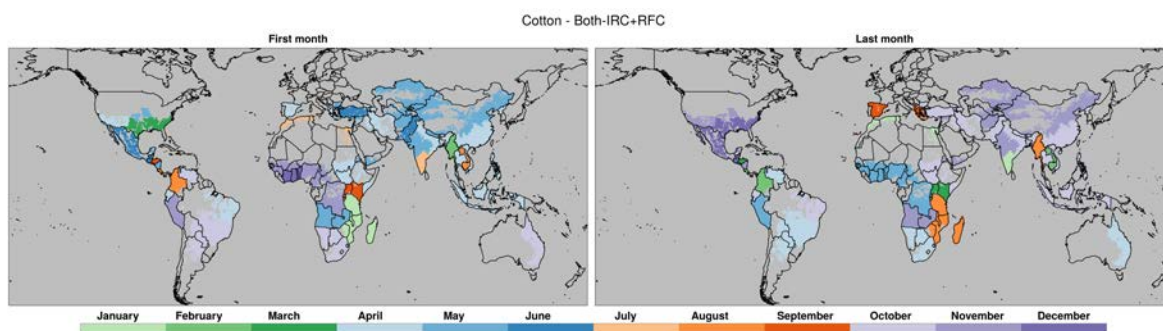 Cotton - Both-IRC+RFC
First month
Last month
January February March April May June July August September October November December